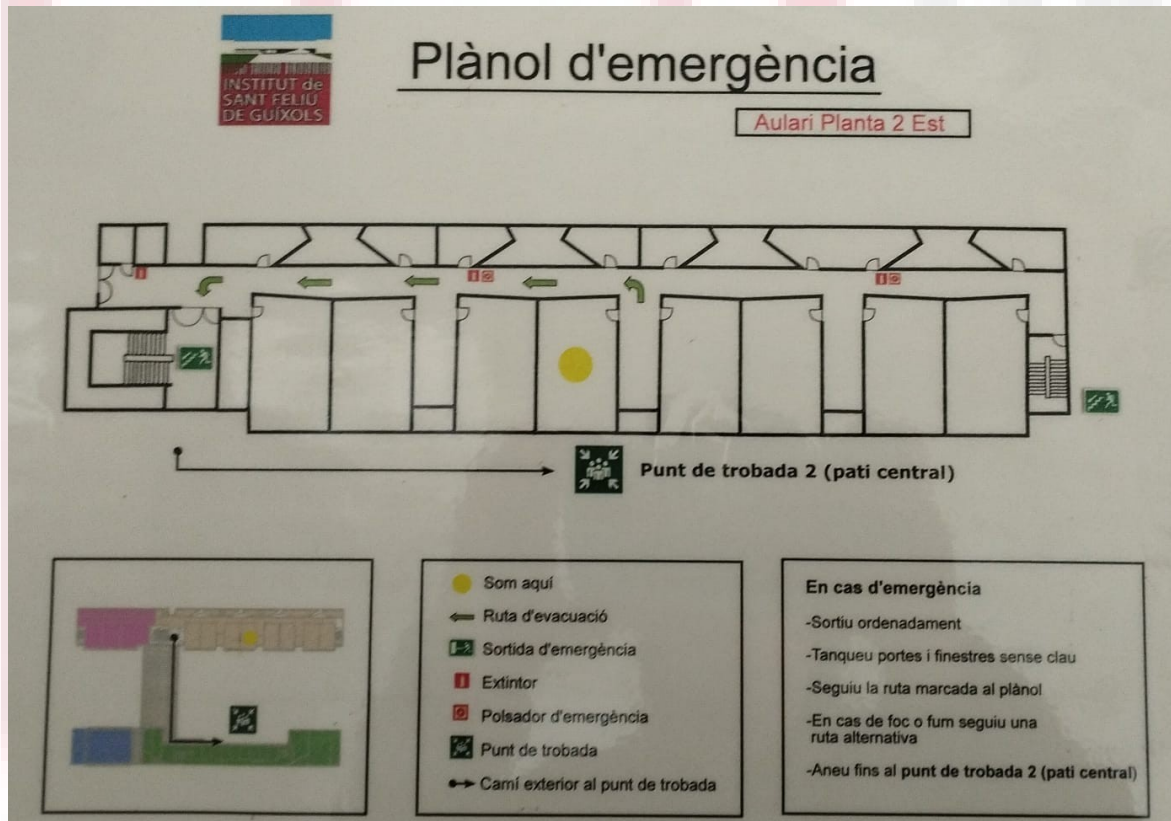 INSTITUT de
SANT FELIU
DE GUÍXOLS
Plànol d'emergència
Aulari Planta 2 Est
Punt de trobada 2 (pati central)
Som aquí
Ruta d'evacuació
Sortida d'emergència
Extintor
Polsador d'emergència
Punt de trobada
Camí exterior al punt de trobada
En cas d'emergència
-Sortiu ordenadament
-Tanqueu portes i finestres sense clau
-Seguiu la ruta marcada al plànol
-En cas de foc o fum seguiu una
ruta alternativa
-Aneu fins al punt de trobada 2 (pati central)